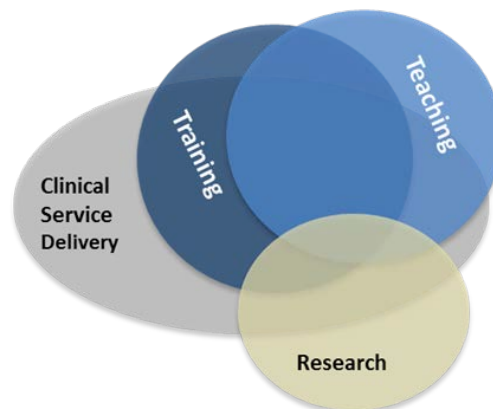 Teaching
Training
Clinical
Service
Delivery
Research